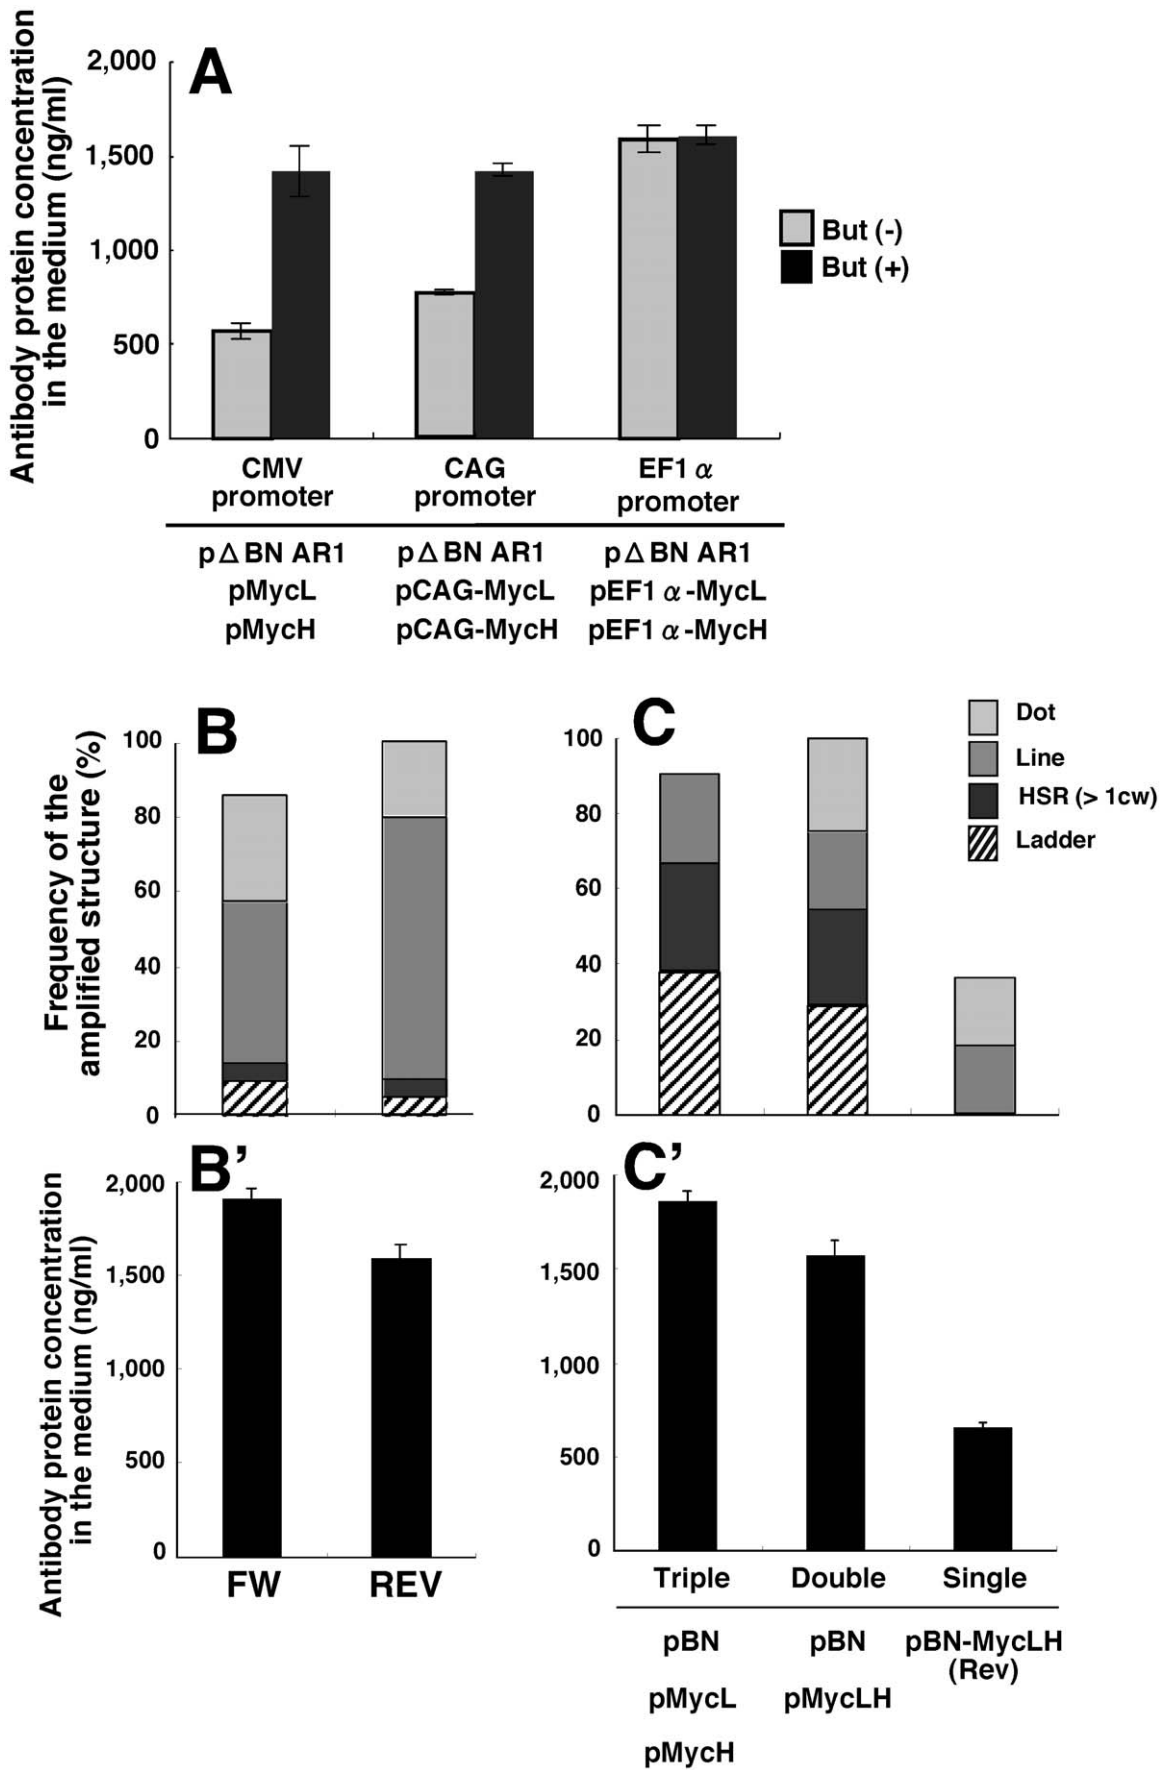 A
Antibody protein concentration
in the medium (ng/ml)
2,000
1,500
1,000
500
0
But (-)
But (+)
CMV
promoter
CAG
promoter
EF1 α
promoter
p△BN AR1
p△BN AR1
p△BN AR1
pMycL
pCAG-MycL
pEF1 α-MycL
pMycH
pCAG-MycH
pEF1 α-MycH
B
Frequency of the
amplified structure (%)
100
80
60
40
20
0
C
100
80
60
40
20
0
Dot
Line
HSR (> 1cw)
Ladder
B’
Antibody protein concentration
in the medium (ng/ml)
2,000
1,500
1,000
500
0
FW
REV
C’
2,000
1,500
1,000
500
0
Triple
Double
Single
pBN
pBN
pBN-MycLH
(Rev)
pMycL
pMycLH
pMycH